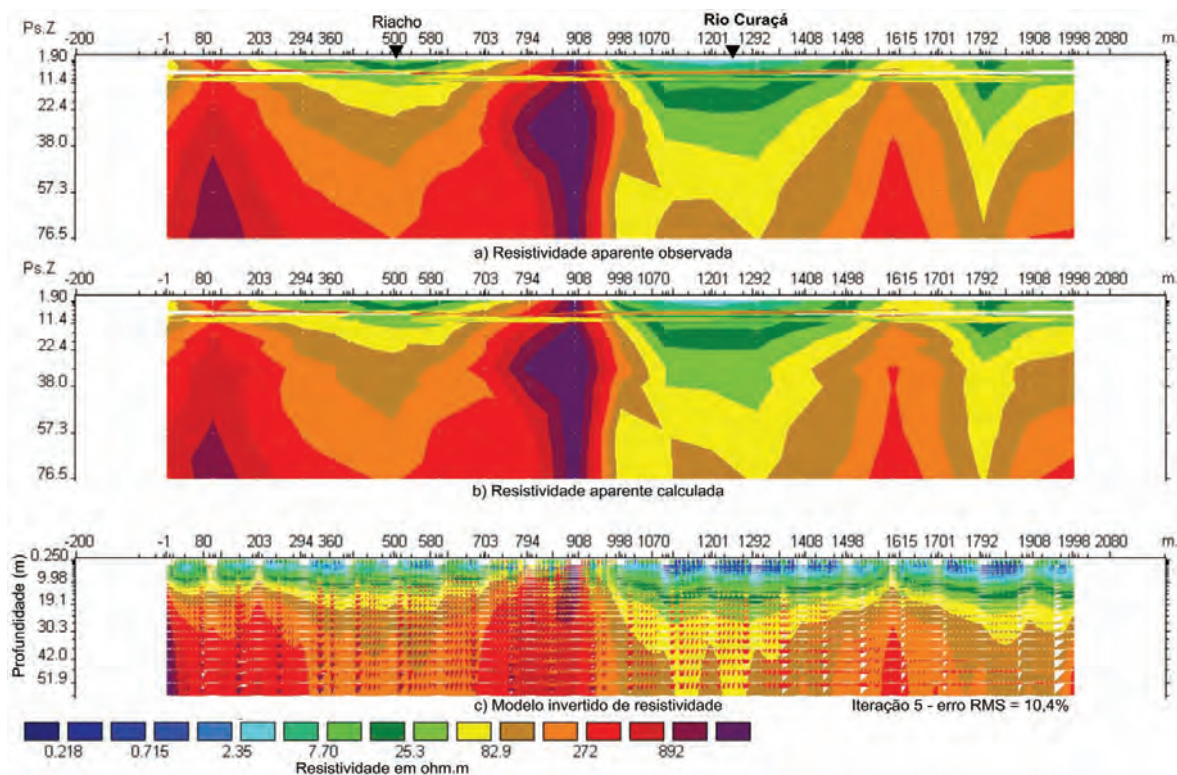 Riacho
Rio Curaçá
Ps.Z
-200 -1 80 203 294 360 430 500 580 703 794 908 998 1070 1200 1292 1408 1498 1615 1701 1792 1998 2080 m.
1.90
11.4
22.4
38.0
57.3
76.5
a) Resistividade aparente observada
Ps.Z
-200 -1 80 203 294 360 430 500 580 703 794 908 998 1070 1200 1292 1408 1498 1615 1701 1792 1998 2080 m.
1.90
11.4
22.4
38.0
57.3
76.5
b) Resistividade aparente calculada
-200 -1 80 203 294 360 430 500 580 703 794 908 998 1070 1200 1292 1408 1498 1615 1701 1792 1998 2080 m.
Profundidade (m)
0.250
9.98
19.1
30.3
42.0
51.9
c) Modelo invertido de resistividade
Iteração 5 - erro RMS = 10,4%
0.218 0.715 2.35 7.70 25.3 82.9 272 892
Resistividade em ohm.m